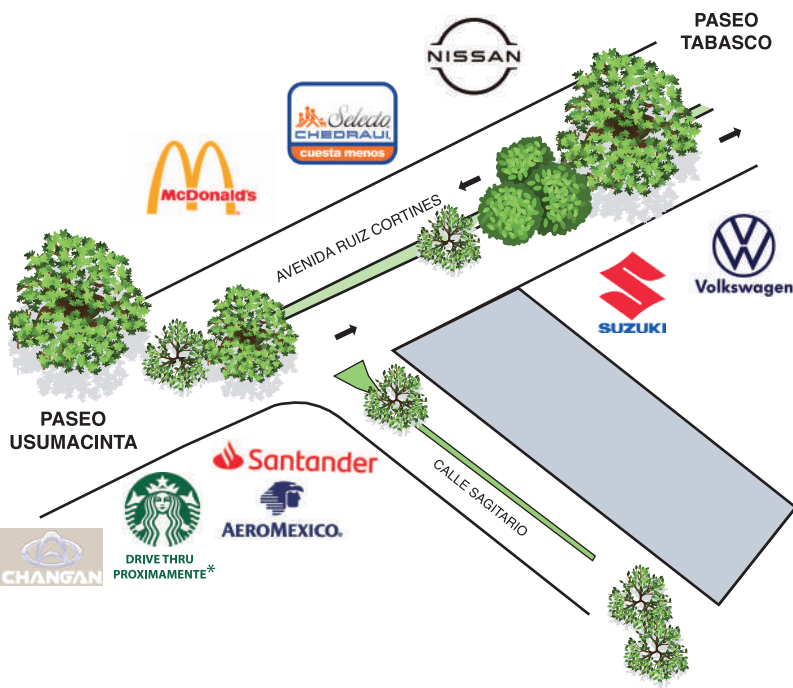 PASEO
TABASCO
NISSAN
Selecto
CHEDRAUI
cuesta menos
McDonald's
AVENIDA RUIZ CORTINES
Volkswagen
SUZUKI
PASEO
USUMACINTA
Santander
AEROMEXICO.
CALLE SAGITARIO
CHANGAN
DRIVE THRU
PROXIMAMENTE*